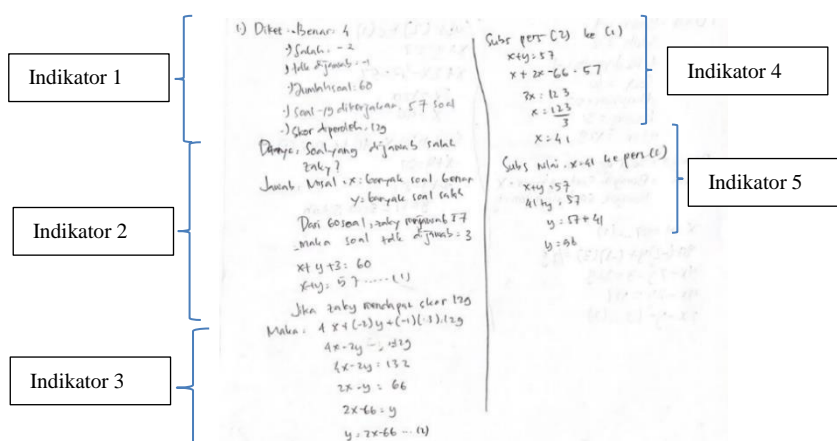 Indikator 1
Indikator 2
Indikator 3
1) Diket - Benar = 4
-) Salah = -2
-) tdk dijawab = -1
-) Jumlah soal = 60
-) Soal yg dikerjakan = 57 soal
-) Skor diperoleh = 129
Ditanya = Soal yang dijawab salah
zaky?
Jawab = Misal = x = banyak soal benar
y = banyak soal salah
Dari 60 soal, zaky menjawab 57
maka soal tdk dijawab = 3
x + y + 3 = 60
x + y = 57 ..... (1)
Jika zaky mendapat skor 129
Maka = 4x + (-2)y + (-1)(3) = 129
4x - 2y - 3 = 129
4x - 2y = 132
2x - y = 66
2x - 66 = y
y = 2x - 66 ... (2)
Subs pers (2) ke (1)
x + y = 57
x + 2x - 66 = 57
3x = 123
x = 123
3
x = 41
Subs nilai x = 41 ke pers (1)
x + y = 57
41 + y = 57
y = 57 + 41
y = 98
Indikator 4
Indikator 5